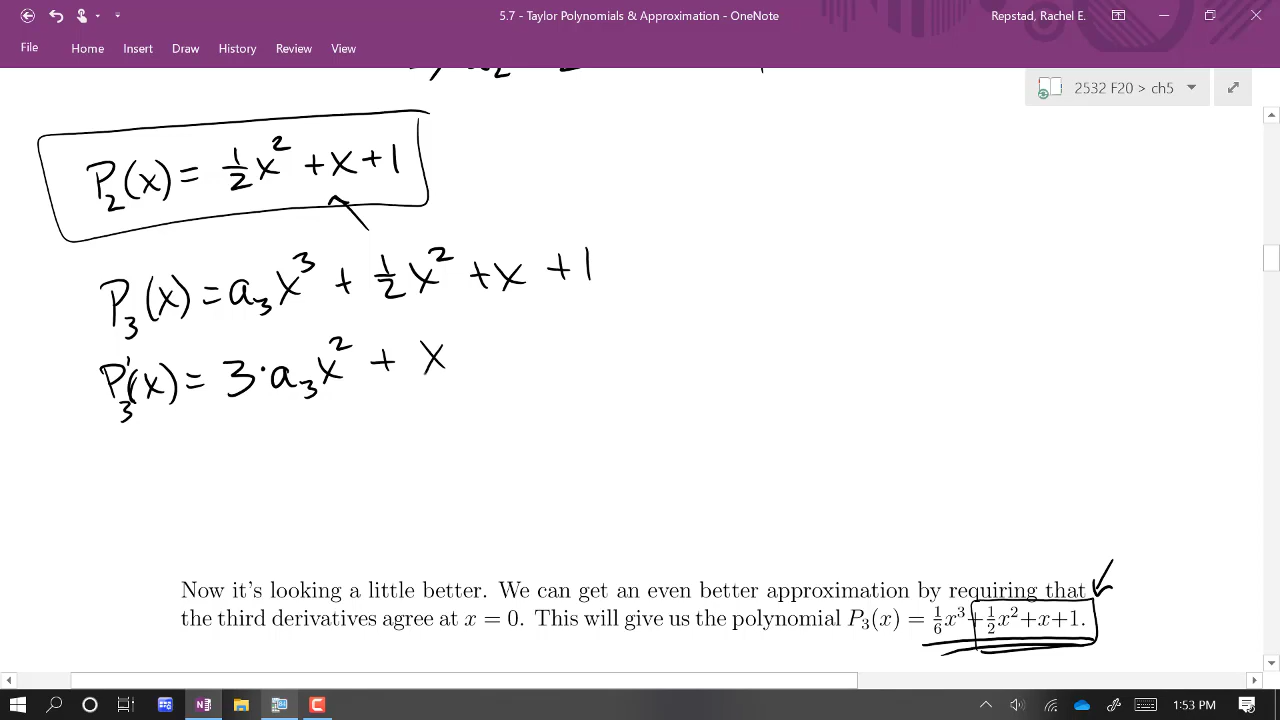 5.7 - Taylor Polynomials & Approximation - OneNote
Repstad, Rachel E.
File Home Insert Draw History Review View
2532 F20 > ch5
P₂(x) = ½x² + x + 1
P₃(x) = a₃x³ + ½x² + x + 1
P₃'(x) = 3·a₃x² + x
Now it's looking a little better. We can get an even better approximation by requiring that
the third derivatives agree at x = 0. This will give us the polynomial P₃(x) = ⅙x³+½x²+x+1.
1:53 PM